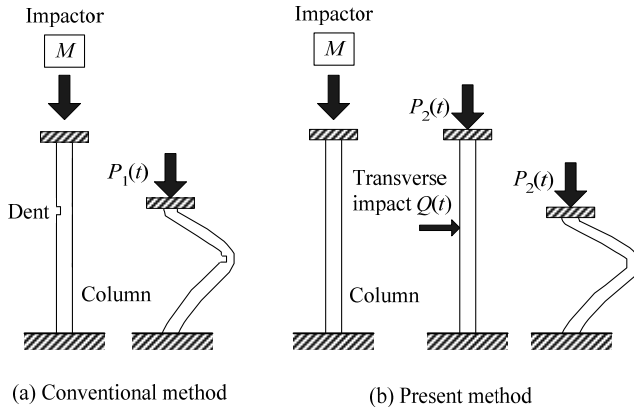 Impactor
M
P₁(t)
Dent
Column
(a) Conventional method
Impactor
M
P₂(t)
Transverse
impact Q(t)
P₂(t)
Column
(b) Present method